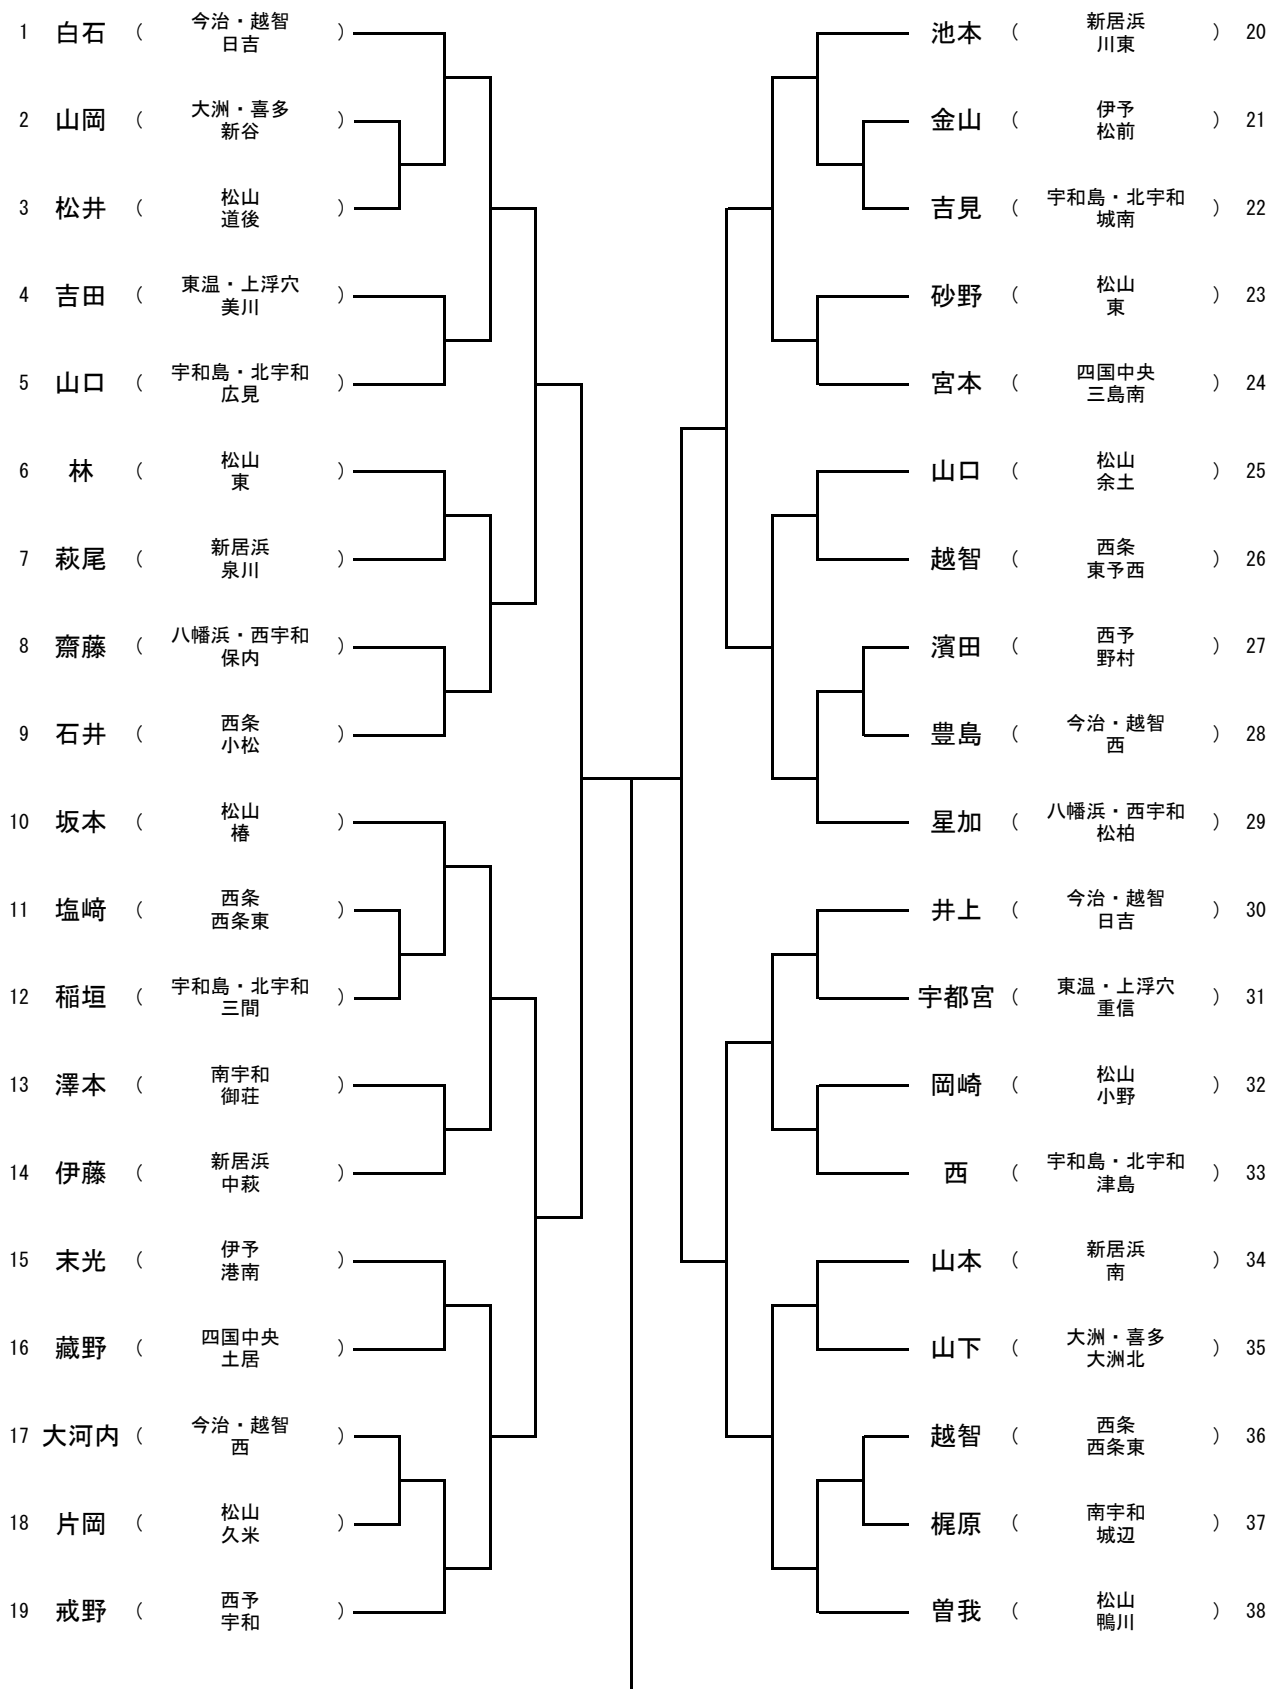 1 白石 ( 今治・越智 日吉 )
2 山岡 ( 大洲・喜多 新谷 )
3 松井 ( 松山 道後 )
4 吉田 ( 東温・上浮穴 美川 )
5 山口 ( 宇和島・北宇和 広見 )
6 林 ( 松山 東 )
7 萩尾 ( 新居浜 泉川 )
8 齋藤 ( 八幡浜・西宇和 保内 )
9 石井 ( 西条 小松 )
10 坂本 ( 松山 椿 )
11 塩﨑 ( 西条 西条東 )
12 稲垣 ( 宇和島・北宇和 三間 )
13 澤本 ( 南宇和 御荘 )
14 伊藤 ( 新居浜 中萩 )
15 末光 ( 伊予 港南 )
16 藏野 ( 四国中央 土居 )
17 大河内 ( 今治・越智 西 )
18 片岡 ( 松山 久米 )
19 戒野 ( 西予 宇和 )
池本 ( 新居浜 川東 ) 20
金山 ( 伊予 松前 ) 21
吉見 ( 宇和島・北宇和 城南 ) 22
砂野 ( 松山 東 ) 23
宮本 ( 四国中央 三島南 ) 24
山口 ( 松山 余土 ) 25
越智 ( 西条 東予西 ) 26
濱田 ( 西予 野村 ) 27
豊島 ( 今治・越智 西 ) 28
星加 ( 八幡浜・西宇和 松柏 ) 29
井上 ( 今治・越智 日吉 ) 30
宇都宮 ( 東温・上浮穴 重信 ) 31
岡崎 ( 松山 小野 ) 32
西 ( 宇和島・北宇和 津島 ) 33
山本 ( 新居浜 南 ) 34
山下 ( 大洲・喜多 大洲北 ) 35
越智 ( 西条 西条東 ) 36
梶原 ( 南宇和 城辺 ) 37
曽我 ( 松山 鴨川 ) 38